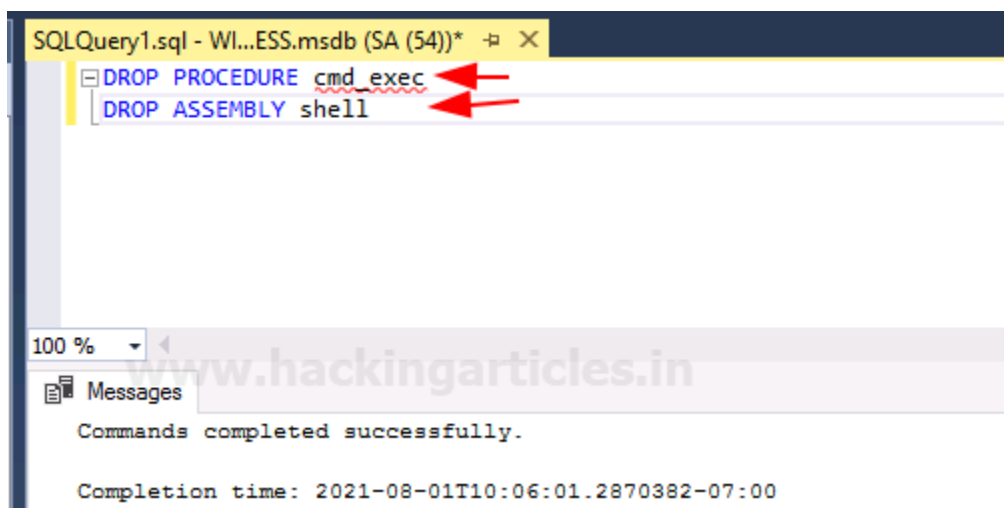 SQLQuery1.sql - WI...ESS.msdb (SA (54))*
DROP PROCEDURE cmd_exec
DROP ASSEMBLY shell
100 %
www.hackingarticles.in
Messages
Commands completed successfully.
Completion time: 2021-08-01T10:06:01.2870382-07:00